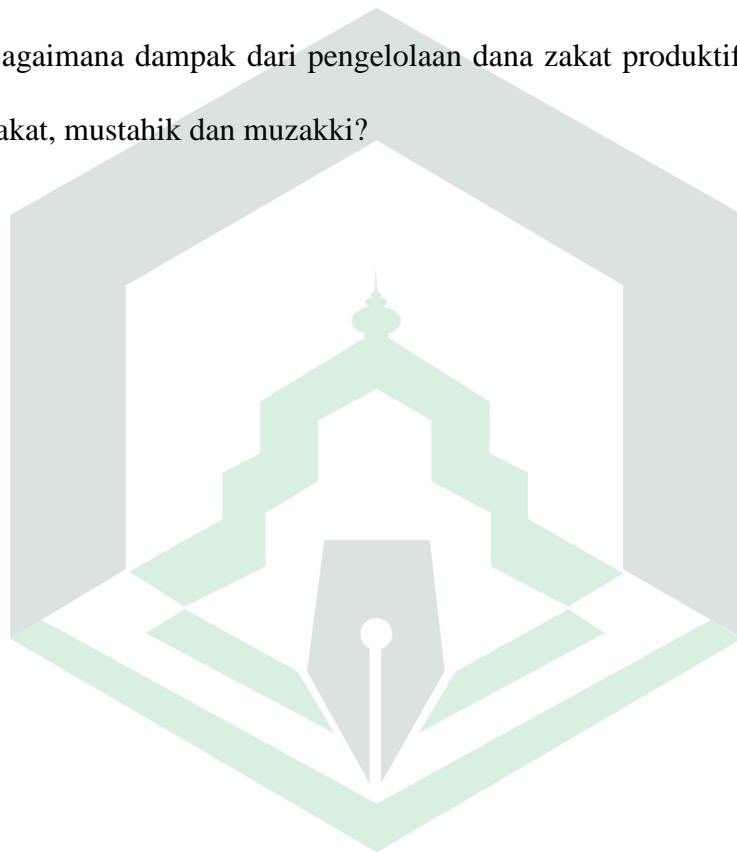 agaimana dampak dari pengelolaan dana zakat produktif
akat, mustahik dan muzakki?